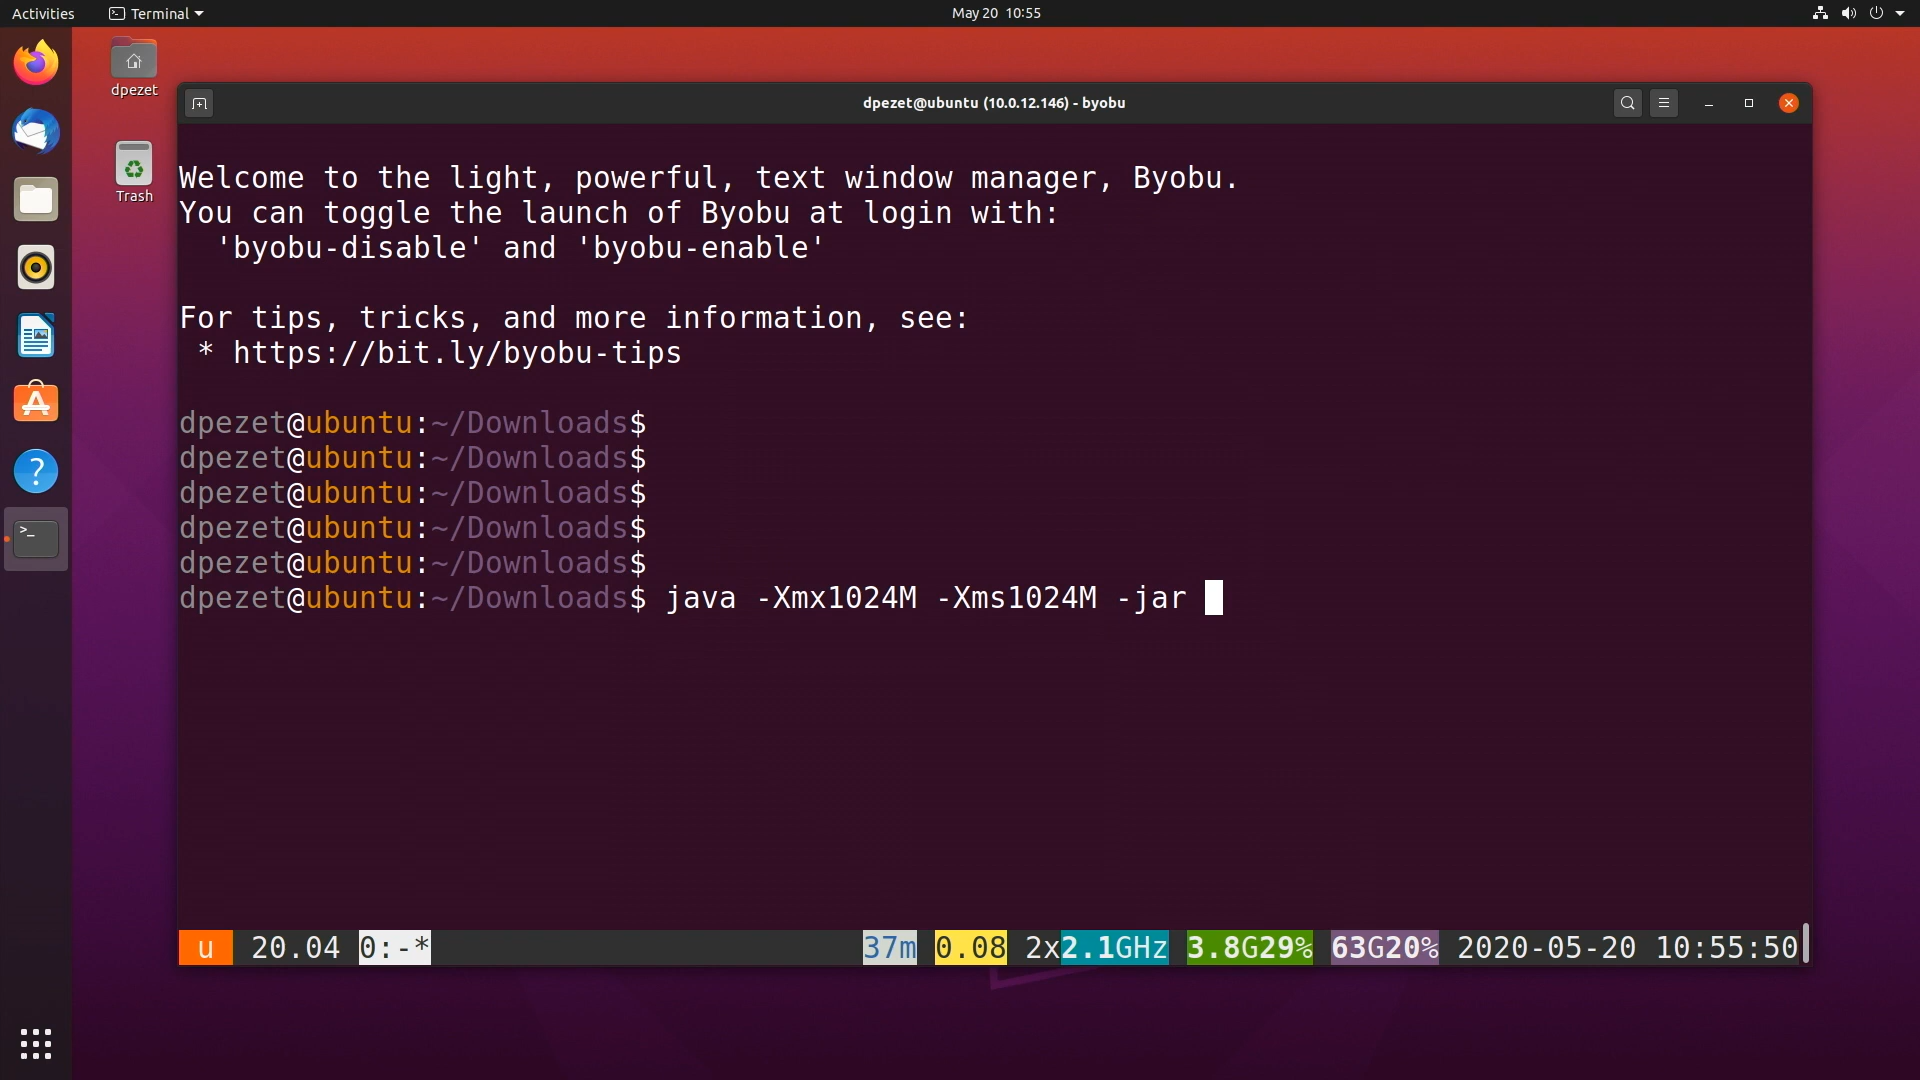 Activities Terminal May 20 10:55
dpezet
Trash
dpezet@ubuntu (10.0.12.146) - byobu
Welcome to the light, powerful, text window manager, Byobu.
You can toggle the launch of Byobu at login with:
'byobu-disable' and 'byobu-enable'
For tips, tricks, and more information, see:
* https://bit.ly/byobu-tips
dpezet@ubuntu:~/Downloads$
dpezet@ubuntu:~/Downloads$
dpezet@ubuntu:~/Downloads$
dpezet@ubuntu:~/Downloads$
dpezet@ubuntu:~/Downloads$
dpezet@ubuntu:~/Downloads$ java -Xmx1024M -Xms1024M -jar
u 20.04 0:-* 37m 0.08 2x2.1GHz 3.8G29% 63G20% 2020-05-20 10:55:50